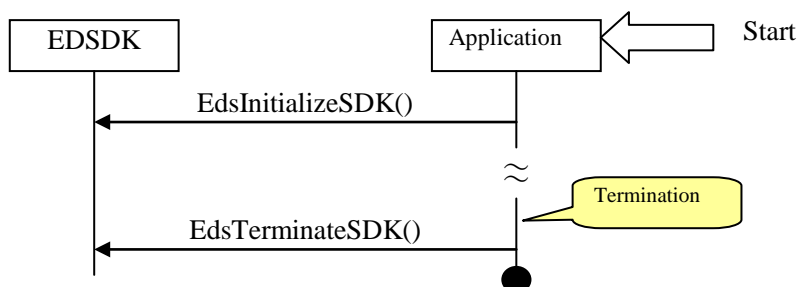 EDSDK
Application
Start
EdsInitializeSDK()
≈
Termination
EdsTerminateSDK()